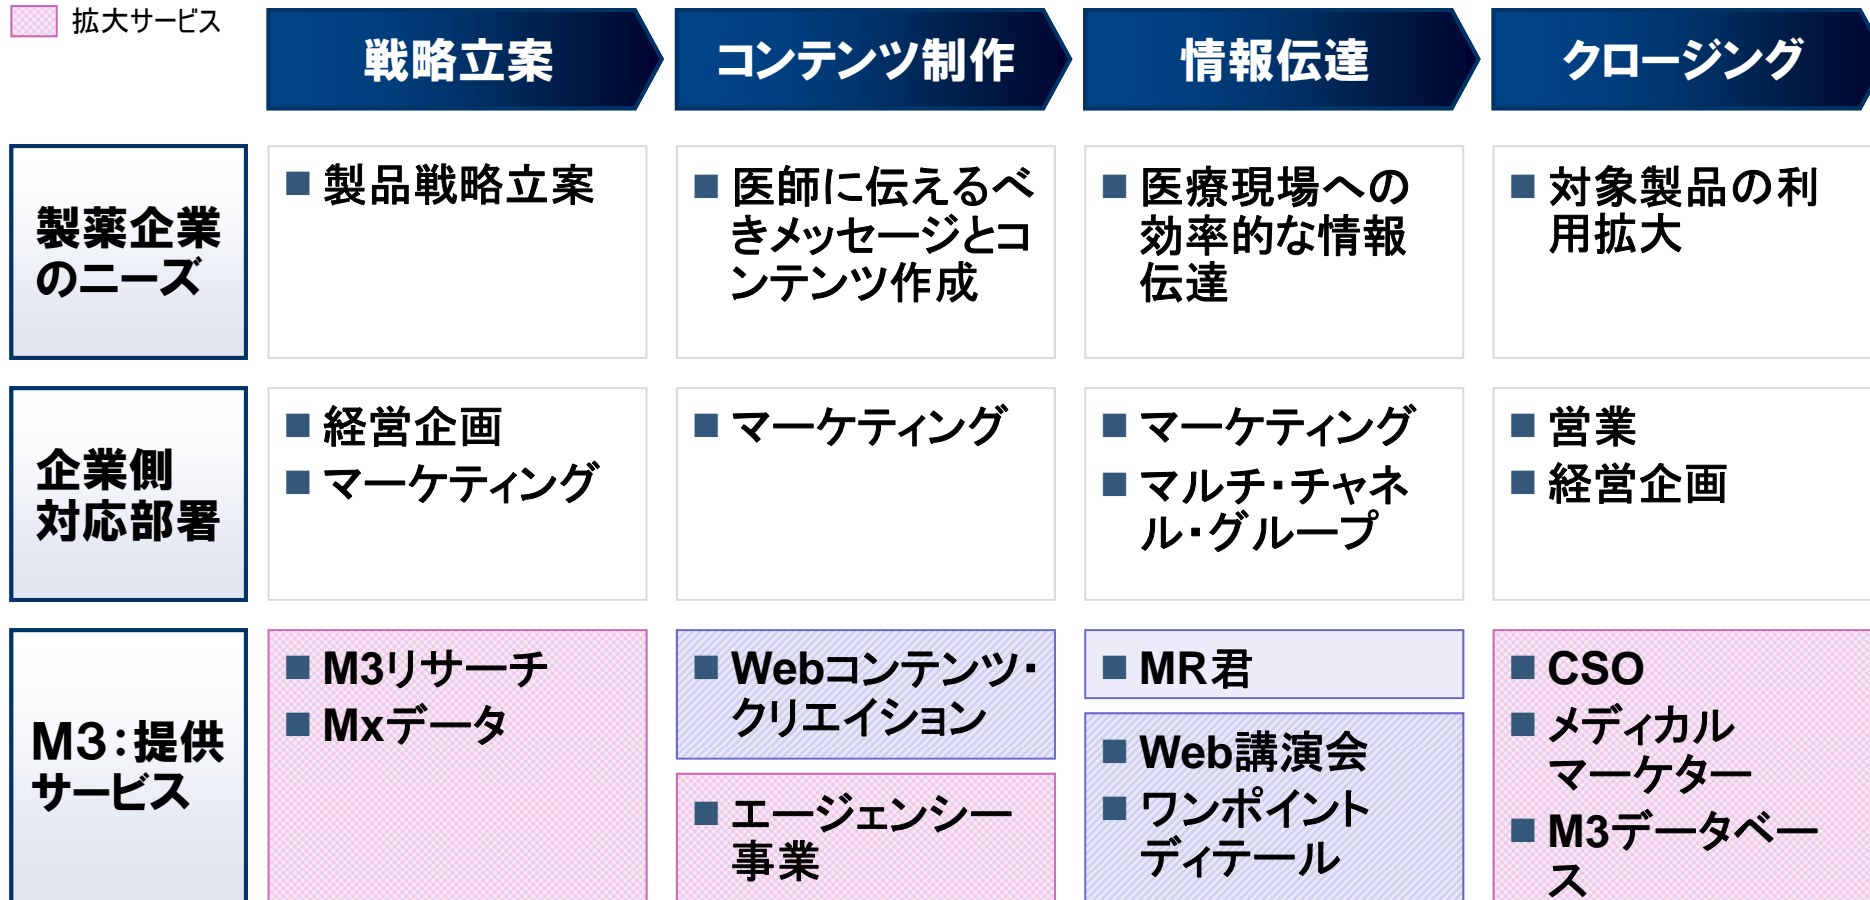 拡大サービス
戦略立案
コンテンツ制作
情報伝達
クロージング
製薬企業
のニーズ
■ 製品戦略立案
■ 医師に伝えるべ
きメッセージとコ
ンテンツ作成
■ 医療現場への
効率的な情報
伝達
■ 対象製品の利
用拡大
企業側
対応部署
■ 経営企画
■ マーケティング
■ マーケティング
■ マーケティング
■ マルチ・チャネ
ル・グループ
■ 営業
■ 経営企画
M3:提供
サービス
■ M3リサーチ
■ Mxデータ
■ Webコンテンツ・
クリエイション
■ エージェンシー
事業
■ MR君
■ Web講演会
■ ワンポイント
ディテール
■ CSO
■ メディカル
マーケター
■ M3データベー
ス